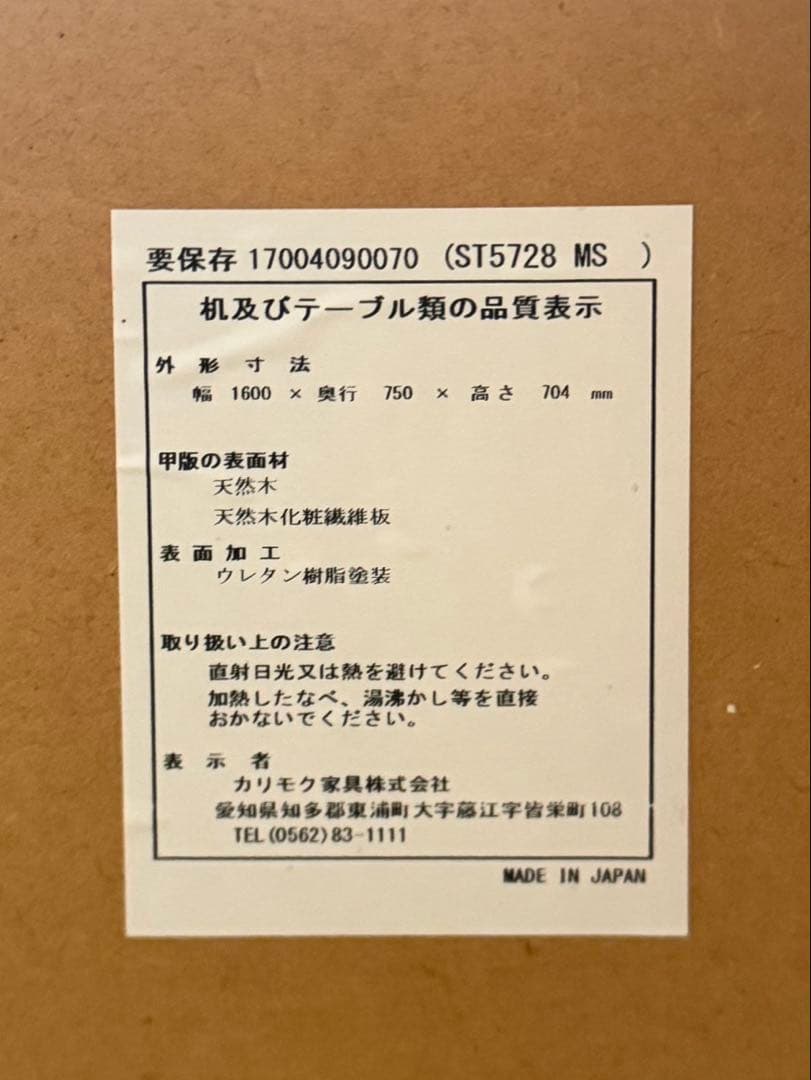 要保存 17004090070 (ST5728 MS )
机及びテーブル類の品質表示
外形寸法
幅 1600 × 奥行 750 × 高さ 704 mm
甲版の表面材
天然木
天然木化粧繊維板
表面加工
ウレタン樹脂塗装
取り扱い上の注意
直射日光又は熱を避けてください。
加熱したなべ、湯沸かし等を直接
おかないでください。
表示者
カリモク家具株式会社
愛知県知多郡東浦町大字藤江字皆栄町108
TEL(0562)83-1111
MADE IN JAPAN